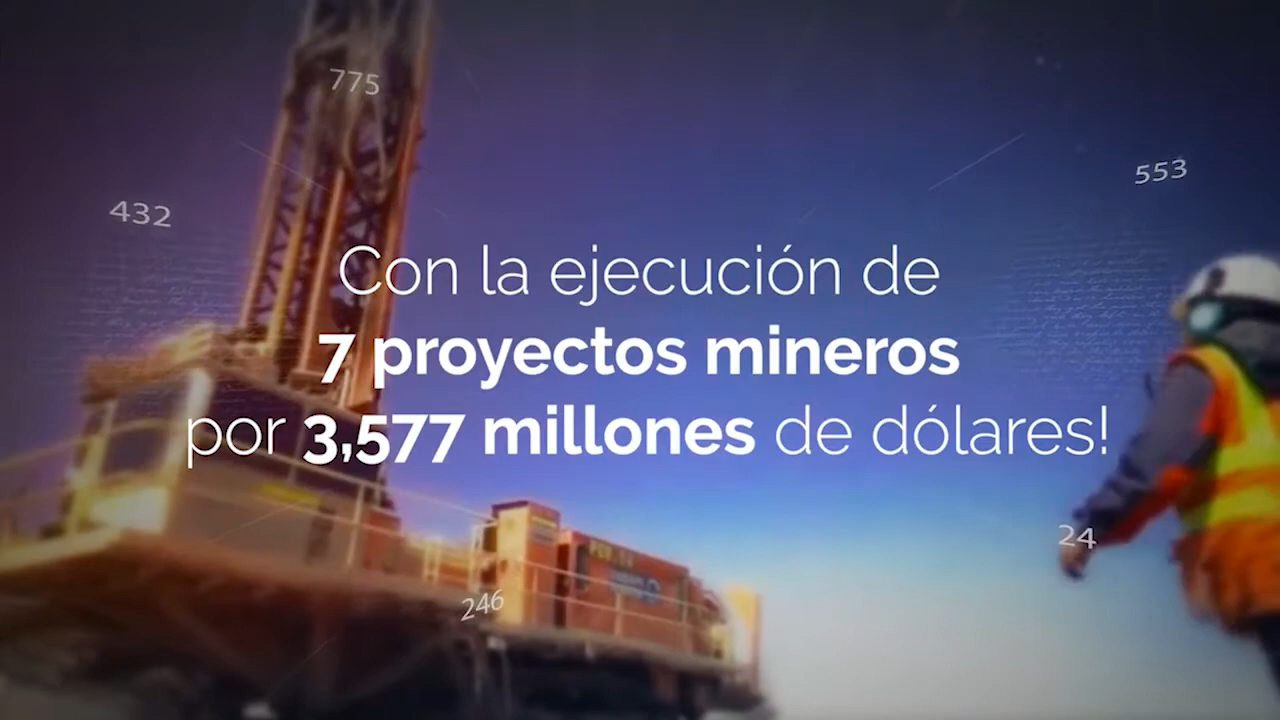 775
553
432
Con la ejecución de
7 proyectos mineros
por 3,577 millones de dólares!
24
246